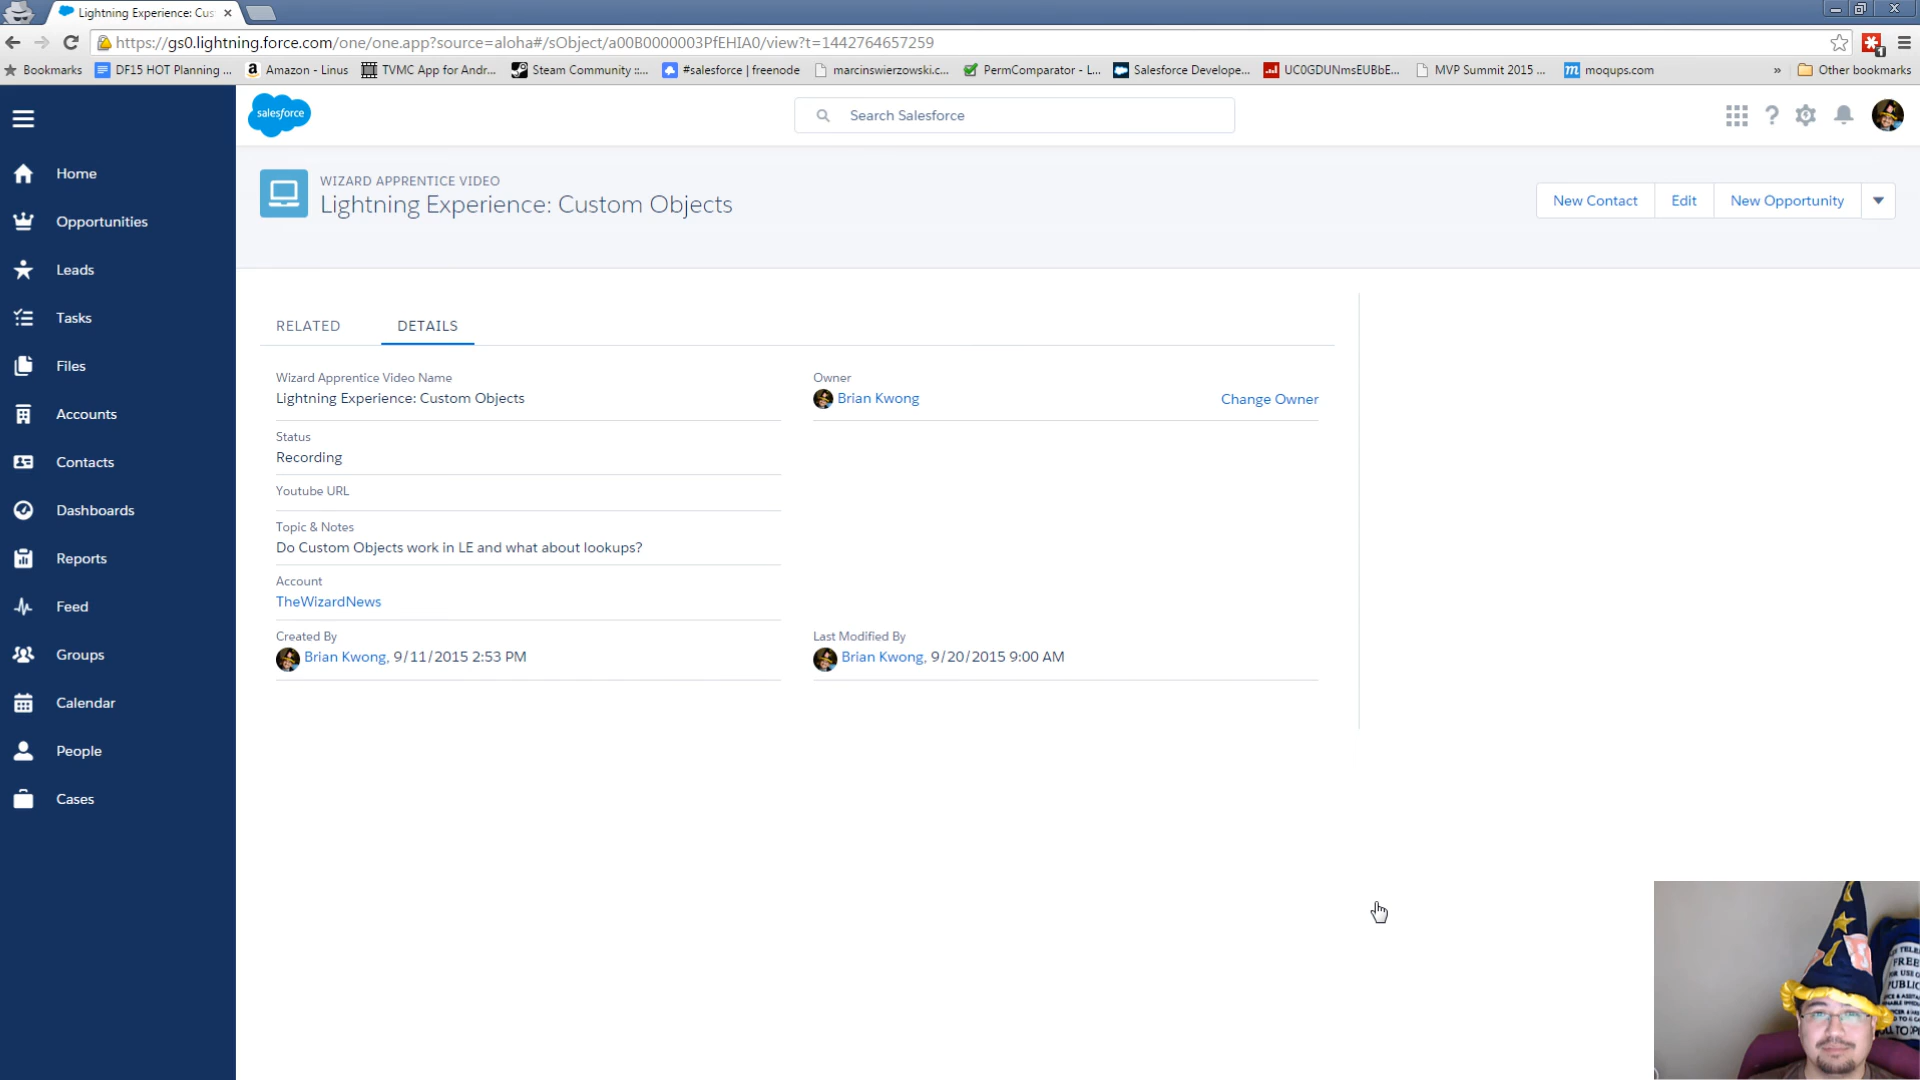 Lightning Experience: Cus
https://gs0.lightning.force.com/one/one.app?source=aloha#/sObject/a00B0000003PfEHIA0/view?t=1442764657259
1
Bookmarks
DF15 HOT Planning ...
Amazon - Linus
TVMC App for Andr...
Steam Community ::...
#salesforce | freenode
marcinswierzowski.c...
PermComparator - L...
Salesforce Develope...
UC0GDUNmsEUBbE...
MVP Summit 2015 ...
moqups.com
»
Other bookmarks
salesforce
Search Salesforce
Home
Opportunities
Leads
Tasks
Files
Accounts
Contacts
Dashboards
Reports
Feed
Groups
Calendar
People
Cases
WIZARD APPRENTICE VIDEO
Lightning Experience: Custom Objects
New Contact
Edit
New Opportunity
RELATED
DETAILS
Wizard Apprentice Video Name
Lightning Experience: Custom Objects
Owner
Brian Kwong
Change Owner
Status
Recording
Youtube URL
Topic & Notes
Do Custom Objects work in LE and what about lookups?
Account
TheWizardNews
Created By
Brian Kwong, 9/11/2015 2:53 PM
Last Modified By
Brian Kwong, 9/20/2015 9:00 AM
FREE